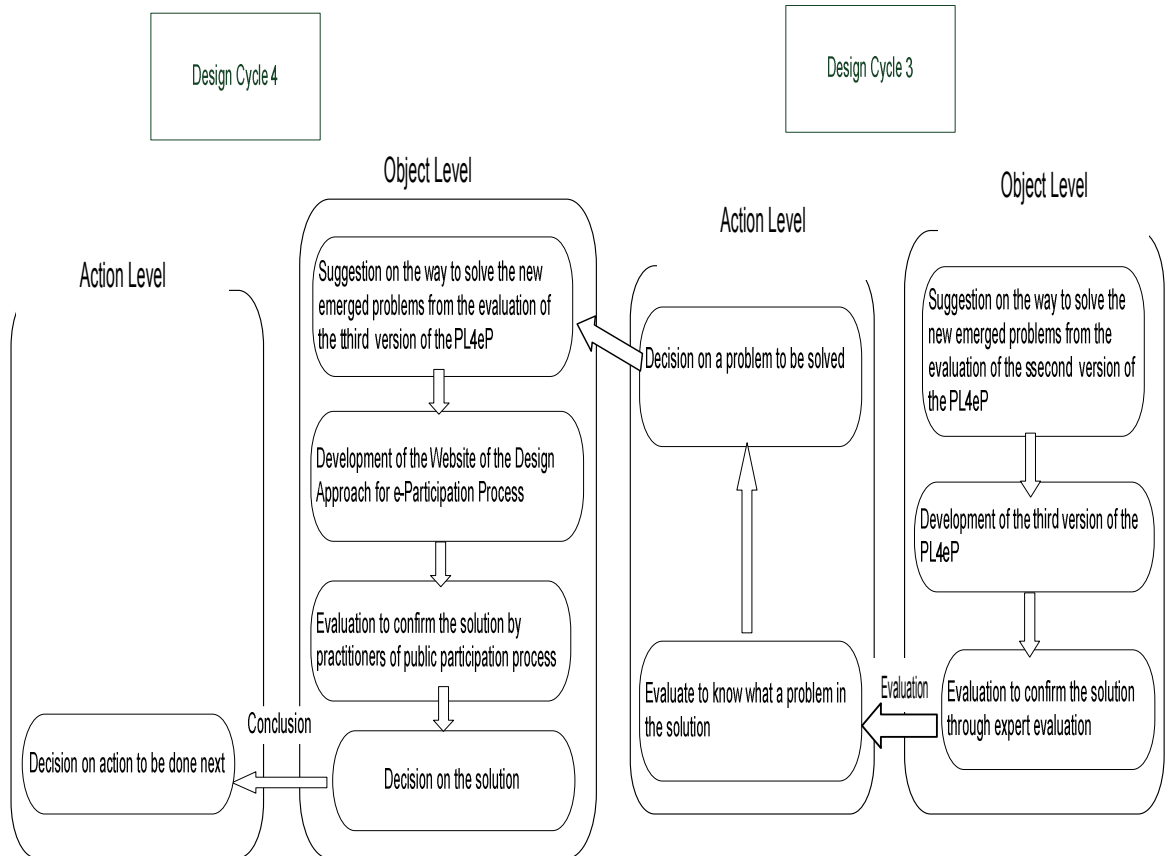 Design Cycle 4
Design Cycle 3
Object Level
Action Level
Suggestion on the way to solve the new
emerged problems from the evaluation of
the tthird version of the PL4eP
Development of the Website of the Design
Approach for e-Participation Process
Evaluation to confirm the solution by
practitioners of public participation process
Decision on the solution
Conclusion
Decision on action to be done next
Object Level
Action Level
Decision on a problem to be solved
Evaluate to know what a problem in
the solution
Evaluation
Suggestion on the way to solve the
new emerged problems from the
evaluation of the ssecond version of
the PL4eP
Development of the third version of the
PL4eP
Evaluation to confirm the solution
through expert evaluation